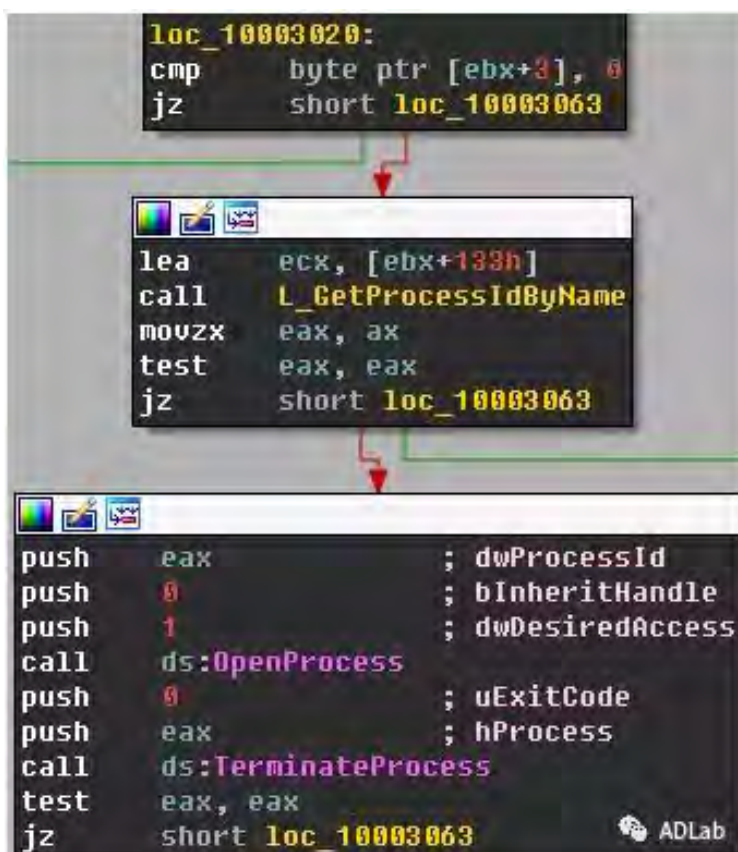 loc_10003020:
cmp byte ptr [ebx+3], 0
jz short loc_10003063
lea ecx, [ebx+133h]
call L_GetProcessIdByName
movzx eax, ax
test eax, eax
jz short loc_10003063
push eax ; dwProcessId
push 0 ; bInheritHandle
push 1 ; dwDesiredAccess
call ds:OpenProcess
push 0 ; uExitCode
push eax ; hProcess
call ds:TerminateProcess
test eax, eax
jz short loc_10003063
ADLab